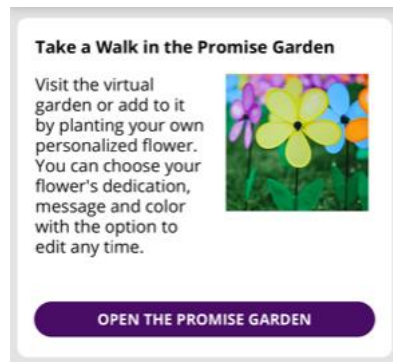 Take a Walk in the Promise Garden
Visit the virtual
garden or add to it
by planting your own
personalized flower.
You can choose your
flower's dedication,
message and color
with the option to
edit any time.
OPEN THE PROMISE GARDEN